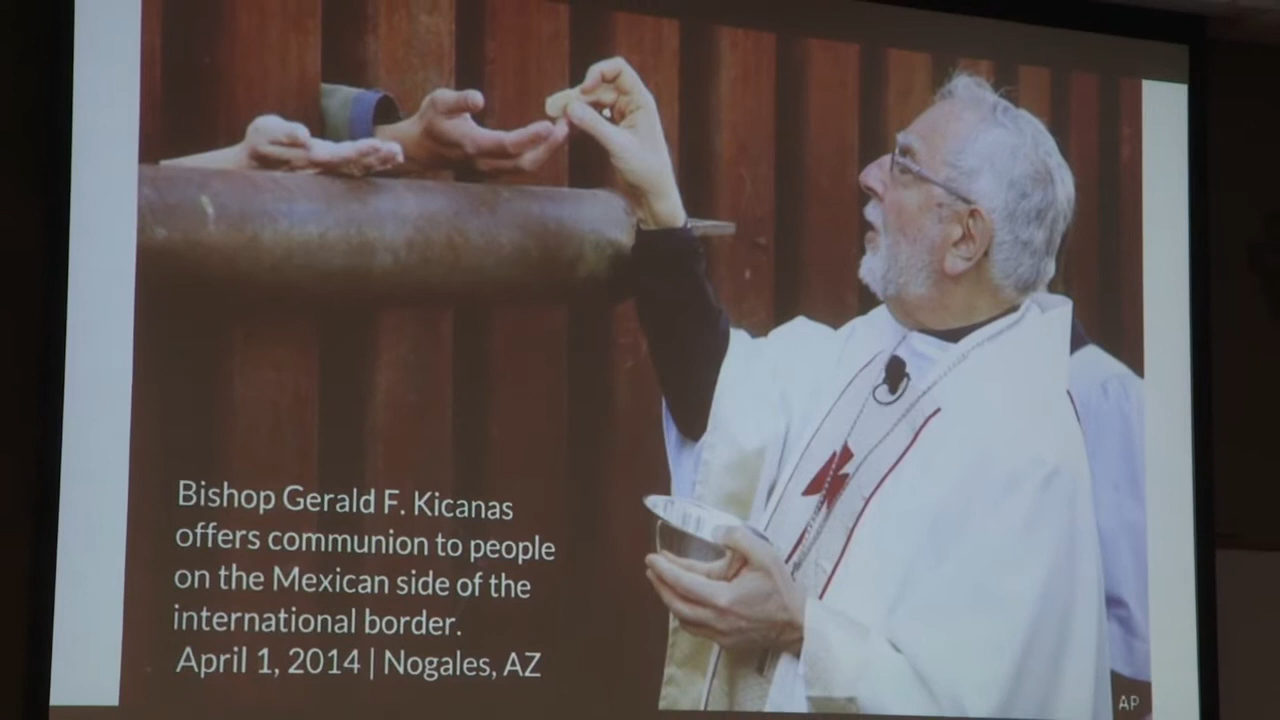 Bishop Gerald F. Kicanas
offers communion to people
on the Mexican side of the
international border.
April 1, 2014 | Nogales, AZ
AP